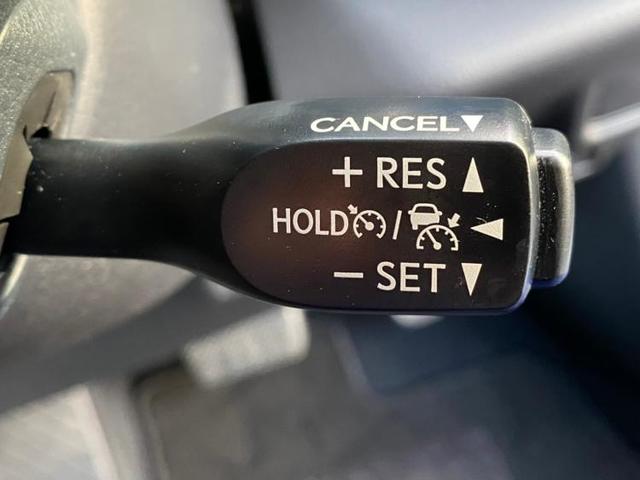 CANCEL▼
+ RES ▲
HOLD / ◀
− SET ▼